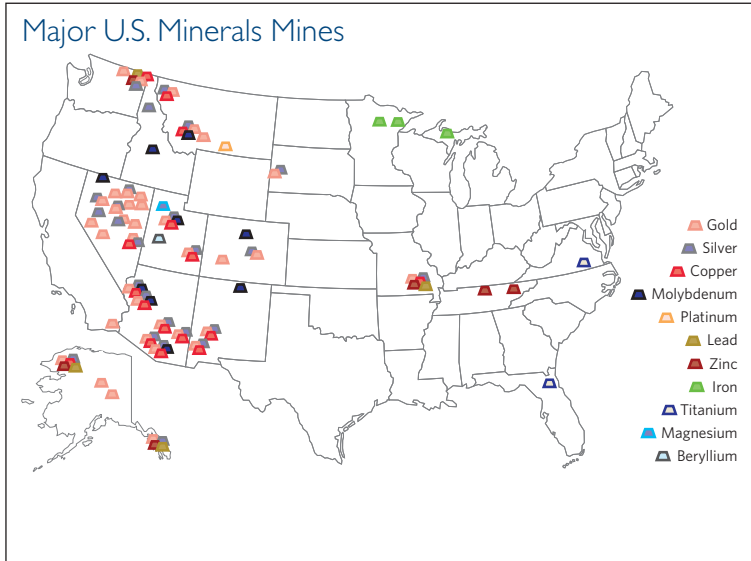 Major U.S. Minerals Mines
Gold
Silver
Copper
Molybdenum
Platinum
Lead
Zinc
Iron
Titanium
Magnesium
Beryllium